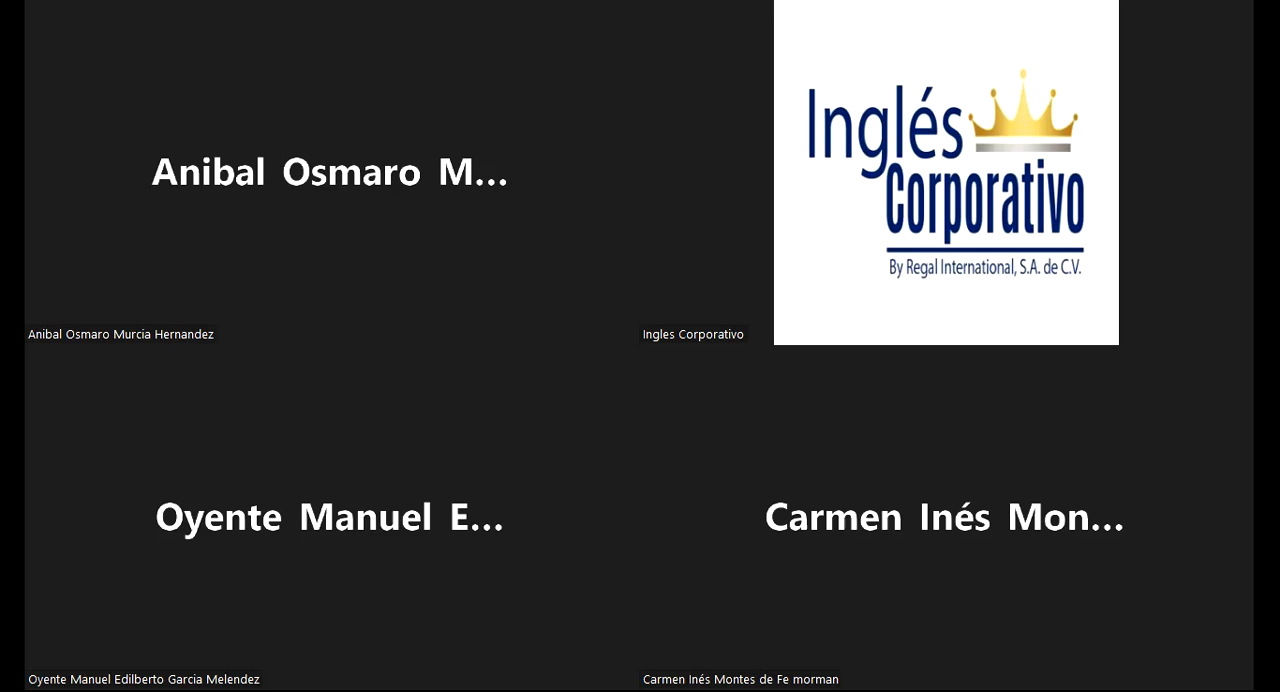 Anibal Osmaro M...
Anibal Osmaro Murcia Hernandez
Inglés
Corporativo
By Regal International, S.A. de C.V.
Ingles Corporativo
Oyente Manuel E...
Oyente Manuel Edilberto Garcia Melendez
Carmen Inés Mon...
Carmen Inés Montes de Fe morman